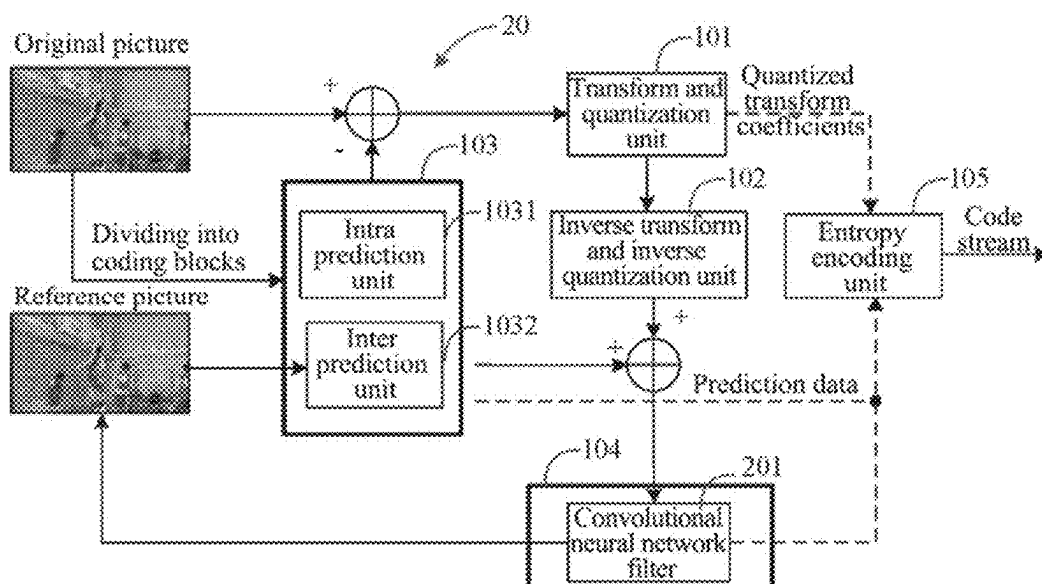 Original picture
20
101
+
Transform and
quantization
unit
Quantized
transform
coefficients
-
103
1031
Intra
prediction
unit
Dividing into
coding blocks
102
Inverse transform
and inverse
quantization unit
105
Entropy
encoding
unit
Code
stream
Reference picture
1032
Inter
prediction
unit
+
+
Prediction data
104
201
Convolutional
neural network
filter